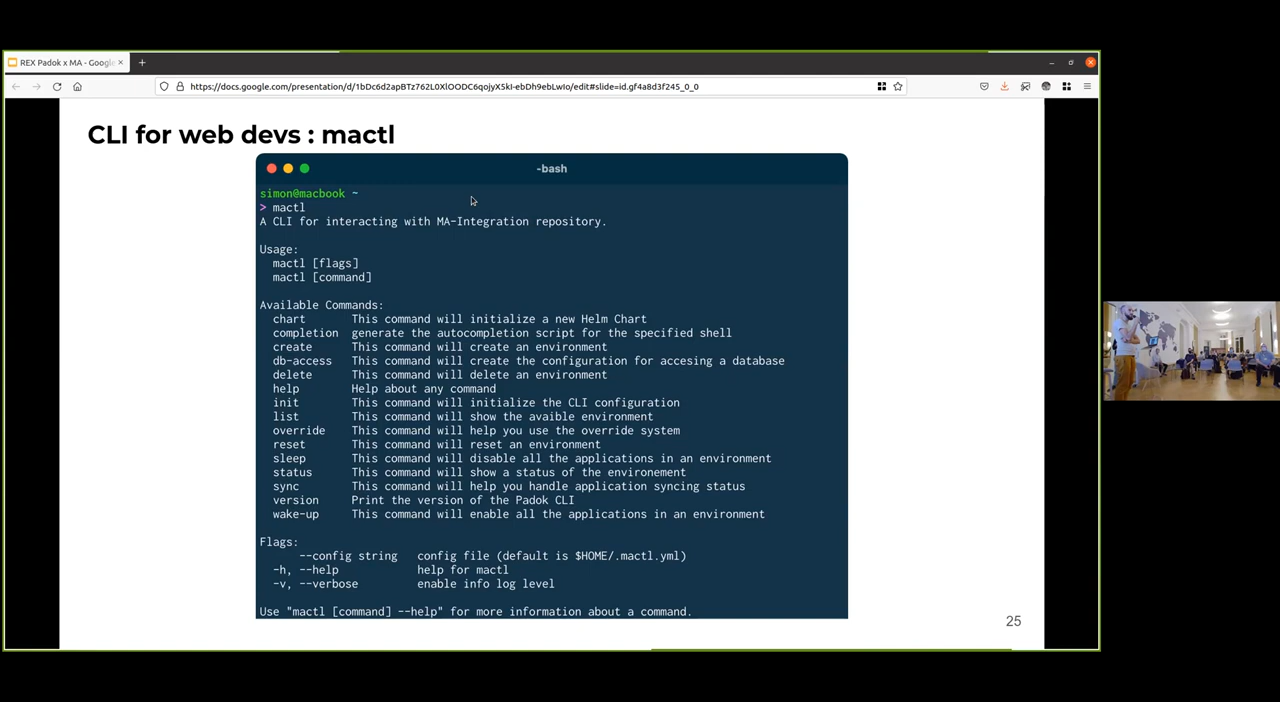 REX Padok x MA - Google
https://docs.google.com/presentation/d/1bDc6d2apBTz762L0XlOODC6qojyX5kI-ebDh9ebLwIo/edit#slide=id.gf4a8d3f245_0_0
CLI for web devs : mactl
-bash
simon@macbook ~
> mactl
A CLI for interacting with MA-Integration repository.
Usage:
mactl [flags]
mactl [command]
Available Commands:
chart This command will initialize a new Helm Chart
completion generate the autocompletion script for the specified shell
create This command will create an environment
db-access This command will create the configuration for accesing a database
delete This command will delete an environment
help Help about any command
init This command will initialize the CLI configuration
list This command will show the avaible environment
override This command will help you use the override system
reset This command will reset an environment
sleep This command will disable all the applications in an environment
status This command will show a status of the environement
sync This command will help you handle application syncing status
version Print the version of the Padok CLI
wake-up This command will enable all the applications in an environment
Flags:
--config string config file (default is $HOME/.mactl.yml)
-h, --help help for mactl
-v, --verbose enable info log level
Use "mactl [command] --help" for more information about a command.
25